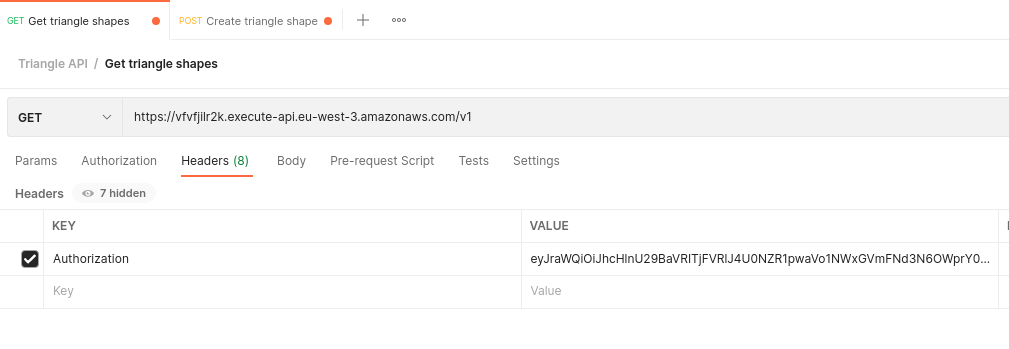 GET Get triangle shapes POST Create triangle shape
Triangle API / Get triangle shapes
GET https://vfvfjilr2k.execute-api.eu-west-3.amazonaws.com/v1
Params Authorization Headers (8) Body Pre-request Script Tests Settings
Headers 7 hidden
KEY VALUE
Authorization eyJraWQiOiJhcHlnU29BaVRITjFVRlJ4U0NZR1pwaVo1NWxGVmFNd3N6OWprY0...
Key Value